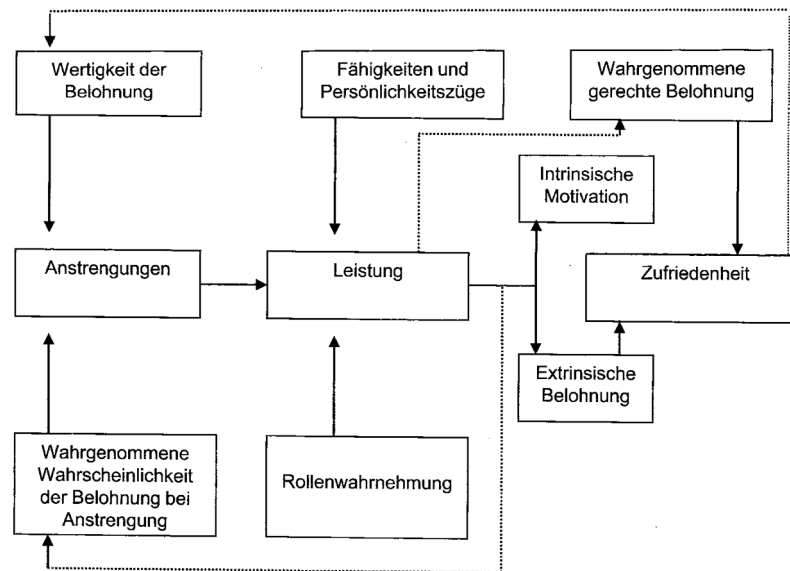 Wertigkeit der
Belohnung
Fähigkeiten und
Persönlichkeitszüge
Wahrgenommene
gerechte Belohnung
Intrinsische
Motivation
Anstrengungen
Leistung
Zufriedenheit
Extrinsische
Belohnung
Wahrgenommene
Wahrscheinlichkeit
der Belohnung bei
Anstrengung
Rollenwahrnehmung